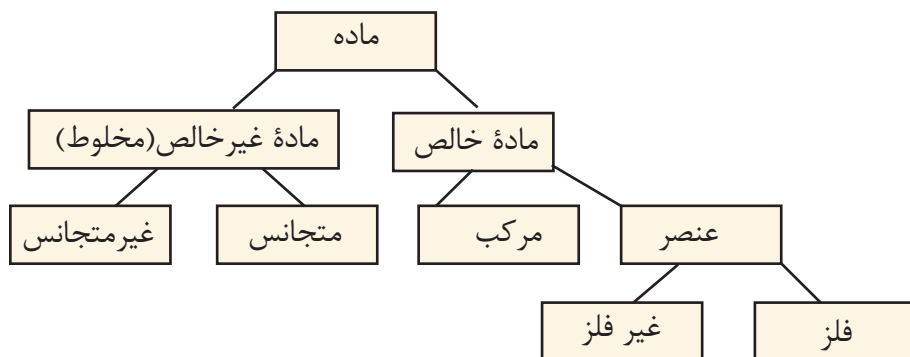 ماده
مادهٔ خالص
مادهٔ غیرخالص(مخلوط)
عنصر
مرکب
متجانس
غیرمتجانس
فلز
غیر فلز